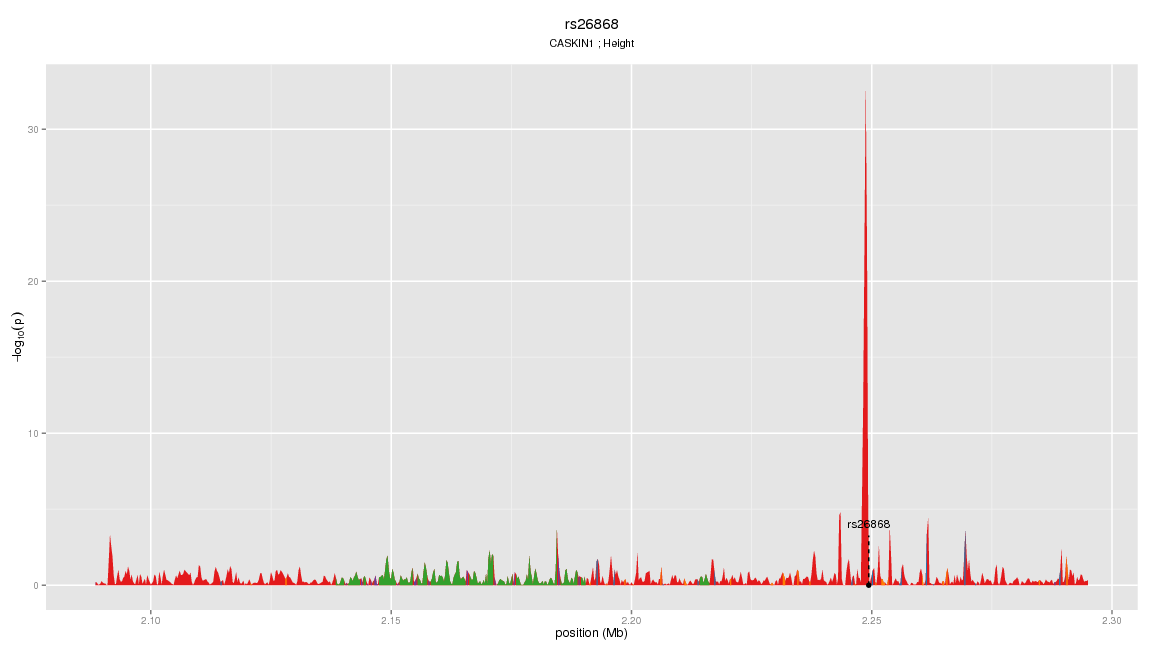 rs26868
CASKIN1 ; Height
30
20
10
0
−log10(p)
rs26868
2.10 2.15 2.20 2.25 2.30
position (Mb)